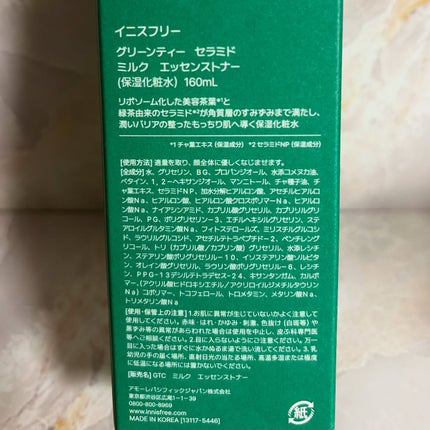 イニスフリー
グリーンティー セラミド
ミルク エッセンストナー
(保湿化粧水) 160mL
リポソーム化した美容茶葉*¹と
緑茶由来のセラミド*²が角質層のすみずみまで満たし、
潤いバリアの整ったもっちり肌へ導く保湿化粧水
*1 チャ葉エキス (保湿成分) *2 セラミドNP (保湿成分)
[使用方法] 適量を取り、顔全体に優しくなじませます。
[全成分] 水、グリセリン、BG、プロパンジオール、水添コメヌカ油、
ベタイン、1, 2-ヘキサンジオール、マンニトール、チャ種子油、チ
ャ葉エキス、セラミドNP、加水分解ヒアルロン酸、アセチルヒアルロ
ン酸Na、ヒアルロン酸、ヒアルロン酸クロスポリマーNa、ヒアルロン
酸Na、ナイアシンアミド、カプリル酸グリセリル、カプリリルグリ
コール、PG、ポリグリセリン-3、エチルヘキシルグリセリン、ステ
アロイルグルタミン酸Na、フィトステロールズ、ミリスチルグルコシ
ド、ラウリルグルコシド、アセチルテトラペプチド-2、ペンチレング
リコール、トリ (カプリル/カプリン酸) グリセリル、水添レシチ
ン、ステアリン酸ポリグリセリル-10、イソステアリン酸ソルビタ
ン、オレイン酸グリセリル、ラウリン酸ポリグリセリル-6、レシチ
ン、PPG-13デシルテトラデセス-24、キサンタンガム、カルボ
マー、(アクリル酸ヒドロキシエチル/アクリロイルジメチルタウリン
Na) コポリマー、トコフェロール、トロメタミン、メタリン酸Na、
トリメタリン酸Na
[使用・保管上の注意] 1.お肌に異常が生じていないかよく注意して
使用してください。赤味・はれ・かゆみ・刺激、色抜け (白斑等) や
黒ずみ等の異常があらわれた場合は使用を中止し、皮ふ科専門医
等へご相談ください。2.目に入らないようにご注意ください。万一
目に入った場合はすぐに水かぬるま湯で洗い流してください。3.乳
幼児の手の届く場所、直射日光の当たる場所、高温多湿または極度
に低温になる場所には置かないでください。
[販売名] GTC ミルク エッセンストナー
アモーレパシフィックジャパン株式会社
東京都港区広尾1-1-39
0800-800-8969
www.innisfree.com
MADE IN KOREA [13117-5446]
紙